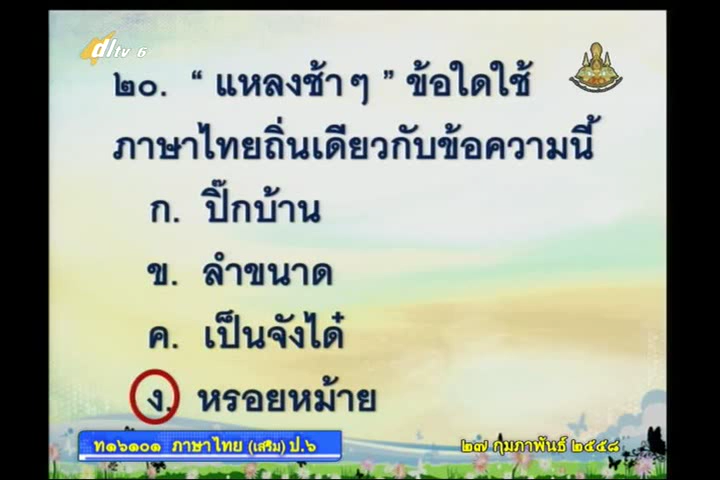 dltv 6
๒๐. “ แหลงช้าๆ ” ข้อใดใช้
ภาษาไทยถิ่นเดียวกับข้อความนี้
ก. ปิ๊กบ้าน
ข. ลำขนาด
ค. เป็นจังได๋
ง. หรอยหม้าย
ท๑๖๑๐๑ ภาษาไทย (เสริม) ป.๖
๒๗ กุมภาพันธ์ ๒๕๕๘